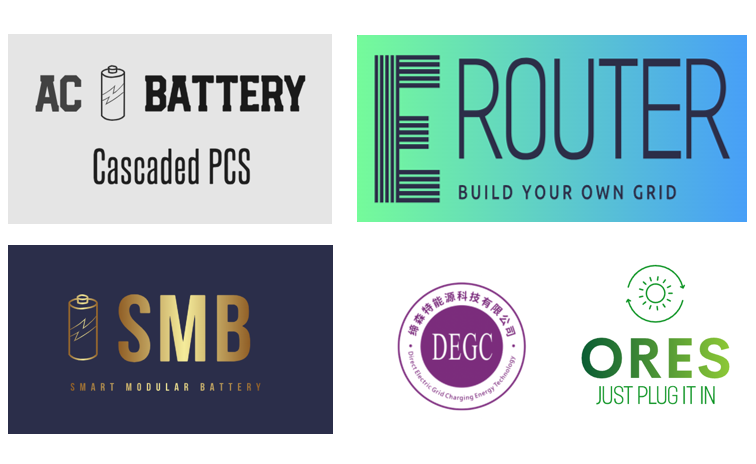 AC BATTERY
Cascaded PCS
E ROUTER
BUILD YOUR OWN GRID
SMB
SMART MODULAR BATTERY
缔森特能源科技有限公司
DEGC
Direct Electric Grid Charging Energy Technology
ORES
JUST PLUG IT IN